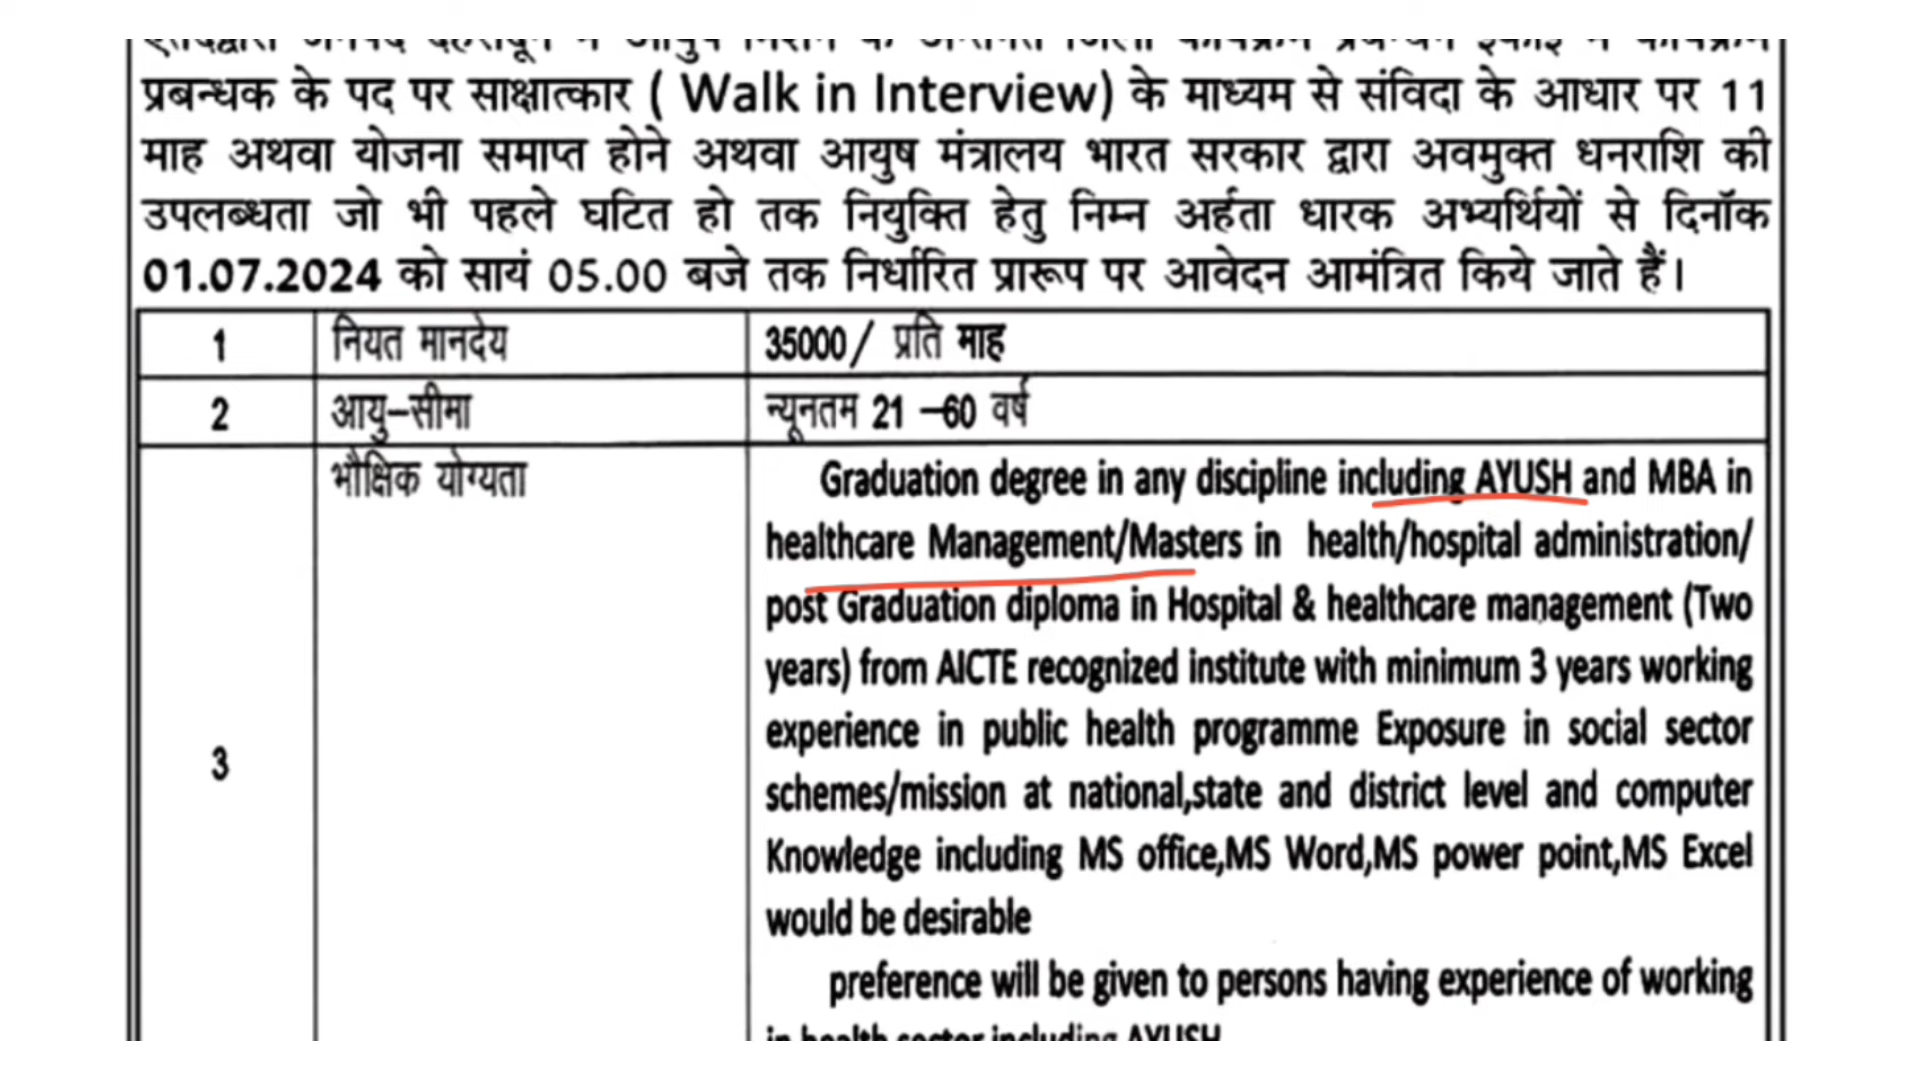 प्रबन्धक के पद पर साक्षात्कार ( Walk in Interview) के माध्यम से संविदा के आधार पर 11
माह अथवा योजना समाप्त होने अथवा आयुष मंत्रालय भारत सरकार द्वारा अवमुक्त धनराशि की
उपलब्धता जो भी पहले घटित हो तक नियुक्ति हेतु निम्न अर्हता धारक अभ्यर्थियों से दिनॉक
01.07.2024 को सायं 05.00 बजे तक निर्धारित प्रारूप पर आवेदन आमंत्रित किये जाते हैं।
1 नियत मानदेय 35000/ प्रति माह
2 आयु–सीमा न्यूनतम 21 –60 वर्ष
3 भौक्षिक योग्यता Graduation degree in any discipline including AYUSH and MBA in
healthcare Management/Masters in health/hospital administration/
post Graduation diploma in Hospital & healthcare management (Two
years) from AICTE recognized institute with minimum 3 years working
experience in public health programme Exposure in social sector
schemes/mission at national,state and district level and computer
Knowledge including MS office,MS Word,MS power point,MS Excel
would be desirable
preference will be given to persons having experience of working
in health sector including AYUSH